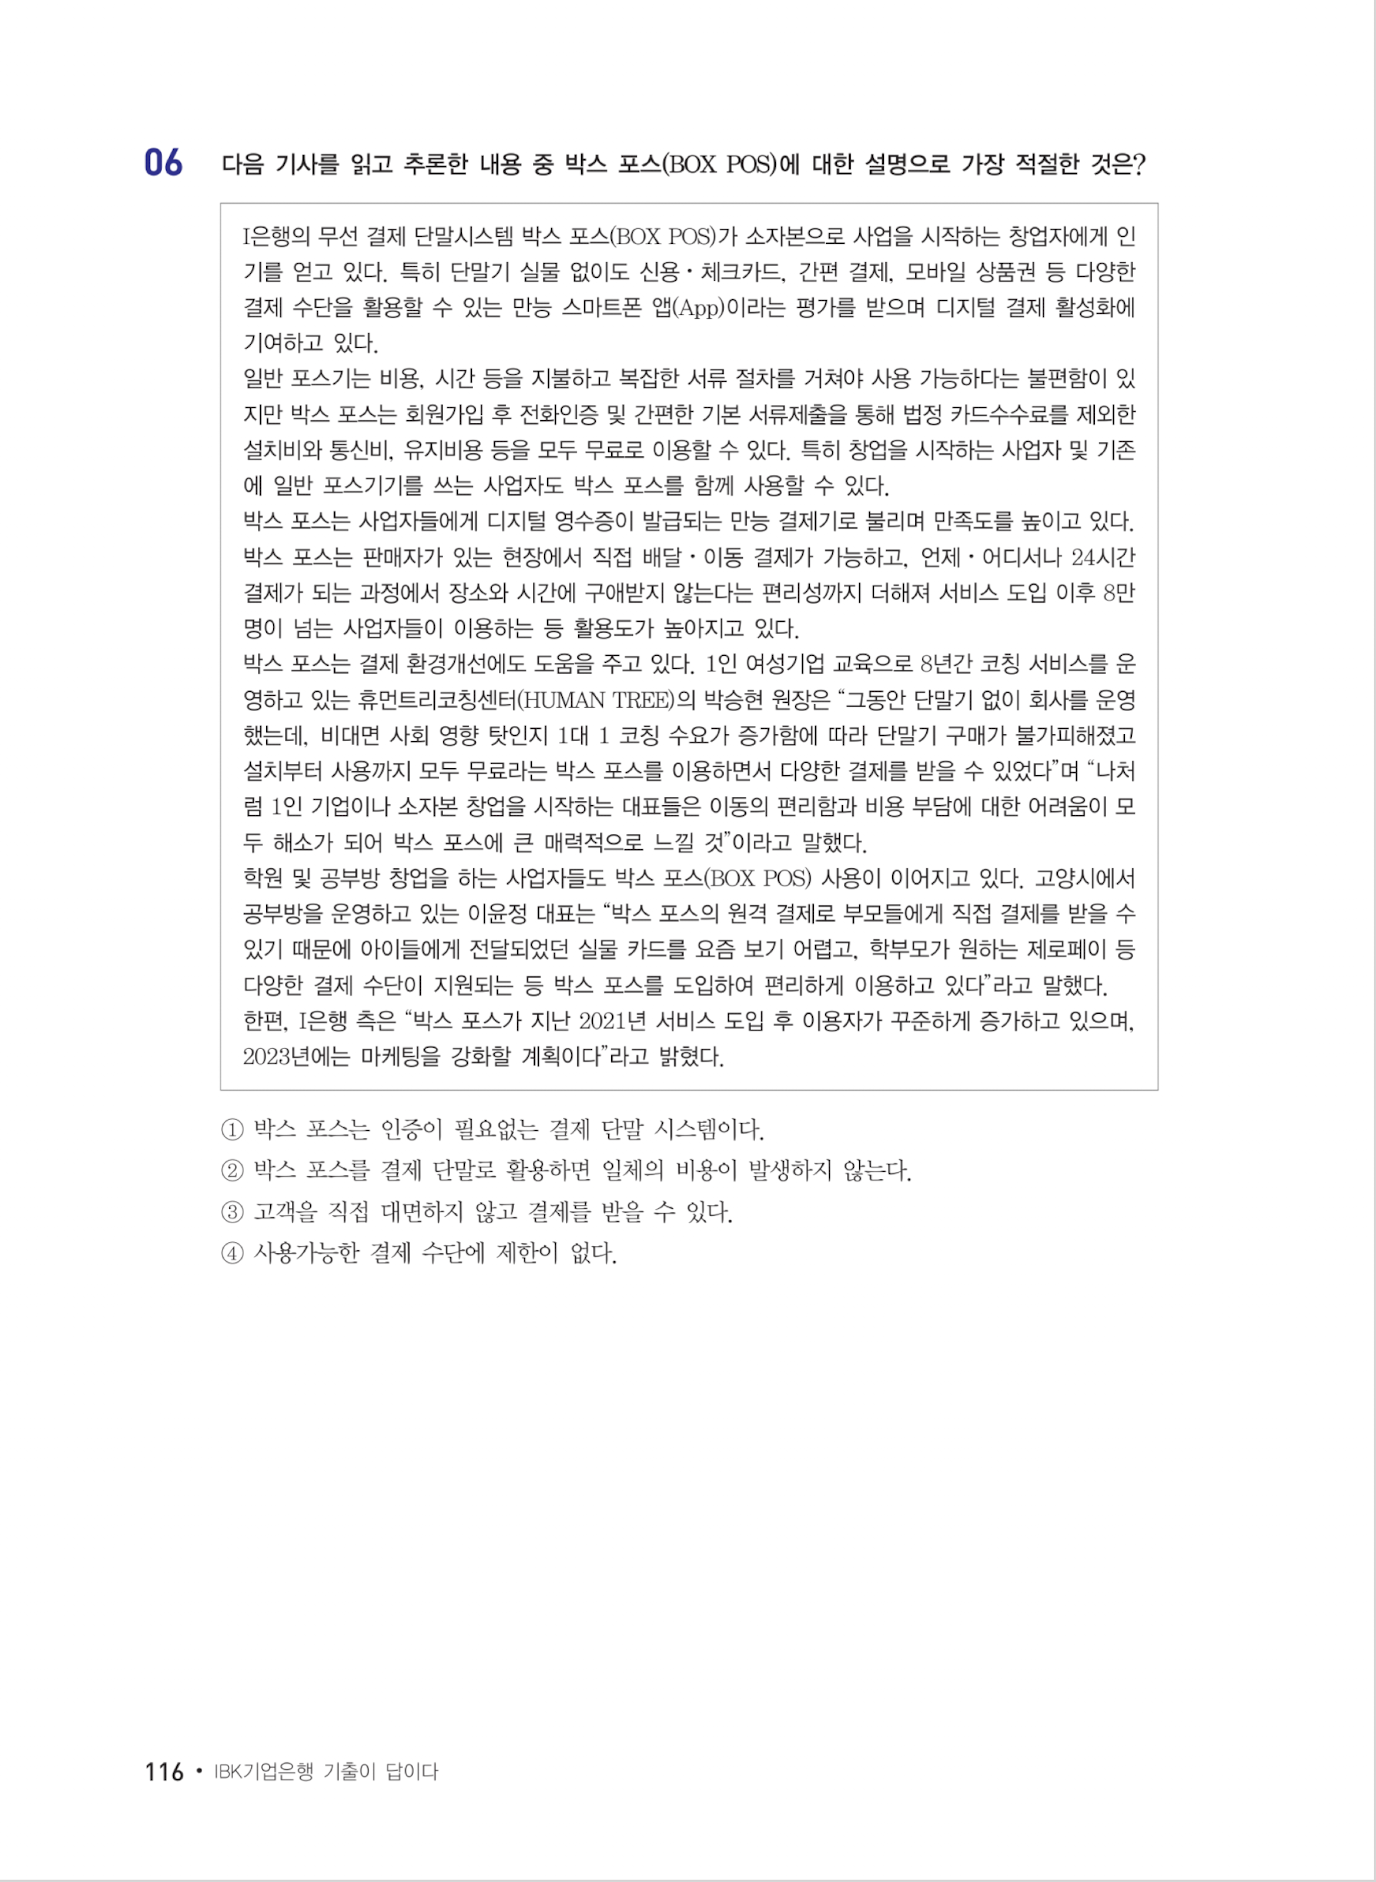 06 다음 기사를 읽고 추론한 내용 중 박스 포스(BOX POS)에 대한 설명으로 가장 적절한 것은?
I은행의 무선 결제 단말시스템 박스 포스(BOX POS)가 소자본으로 사업을 시작하는 창업자에게 인
기를 얻고 있다. 특히 단말기 실물 없이도 신용・체크카드, 간편 결제, 모바일 상품권 등 다양한
결제 수단을 활용할 수 있는 만능 스마트폰 앱(App)이라는 평가를 받으며 디지털 결제 활성화에
기여하고 있다.
일반 포스기는 비용, 시간 등을 지불하고 복잡한 서류 절차를 거쳐야 사용 가능하다는 불편함이 있
지만 박스 포스는 회원가입 후 전화인증 및 간편한 기본 서류제출을 통해 법정 카드수수료를 제외한
설치비와 통신비, 유지비용 등을 모두 무료로 이용할 수 있다. 특히 창업을 시작하는 사업자 및 기존
에 일반 포스기기를 쓰는 사업자도 박스 포스를 함께 사용할 수 있다.
박스 포스는 사업자들에게 디지털 영수증이 발급되는 만능 결제기로 불리며 만족도를 높이고 있다.
박스 포스는 판매자가 있는 현장에서 직접 배달・이동 결제가 가능하고, 언제・어디서나 24시간
결제가 되는 과정에서 장소와 시간에 구애받지 않는다는 편리성까지 더해져 서비스 도입 이후 8만
명이 넘는 사업자들이 이용하는 등 활용도가 높아지고 있다.
박스 포스는 결제 환경개선에도 도움을 주고 있다. 1인 여성기업 교육으로 8년간 코칭 서비스를 운
영하고 있는 휴먼트리코칭센터(HUMAN TREE)의 박승현 원장은 “그동안 단말기 없이 회사를 운영
했는데, 비대면 사회 영향 탓인지 1대 1 코칭 수요가 증가함에 따라 단말기 구매가 불가피해졌고
설치부터 사용까지 모두 무료라는 박스 포스를 이용하면서 다양한 결제를 받을 수 있었다”며 “나처
럼 1인 기업이나 소자본 창업을 시작하는 대표들은 이동의 편리함과 비용 부담에 대한 어려움이 모
두 해소가 되어 박스 포스에 큰 매력적으로 느낄 것”이라고 말했다.
학원 및 공부방 창업을 하는 사업자들도 박스 포스(BOX POS) 사용이 이어지고 있다. 고양시에서
공부방을 운영하고 있는 이윤정 대표는 “박스 포스의 원격 결제로 부모들에게 직접 결제를 받을 수
있기 때문에 아이들에게 전달되었던 실물 카드를 요즘 보기 어렵고, 학부모가 원하는 제로페이 등
다양한 결제 수단이 지원되는 등 박스 포스를 도입하여 편리하게 이용하고 있다”라고 말했다.
한편, I은행 측은 “박스 포스가 지난 2021년 서비스 도입 후 이용자가 꾸준하게 증가하고 있으며,
2023년에는 마케팅을 강화할 계획이다”라고 밝혔다.
① 박스 포스는 인증이 필요없는 결제 단말 시스템이다.
② 박스 포스를 결제 단말로 활용하면 일체의 비용이 발생하지 않는다.
③ 고객을 직접 대면하지 않고 결제를 받을 수 있다.
④ 사용가능한 결제 수단에 제한이 없다.
116 • IBK기업은행 기출이 답이다